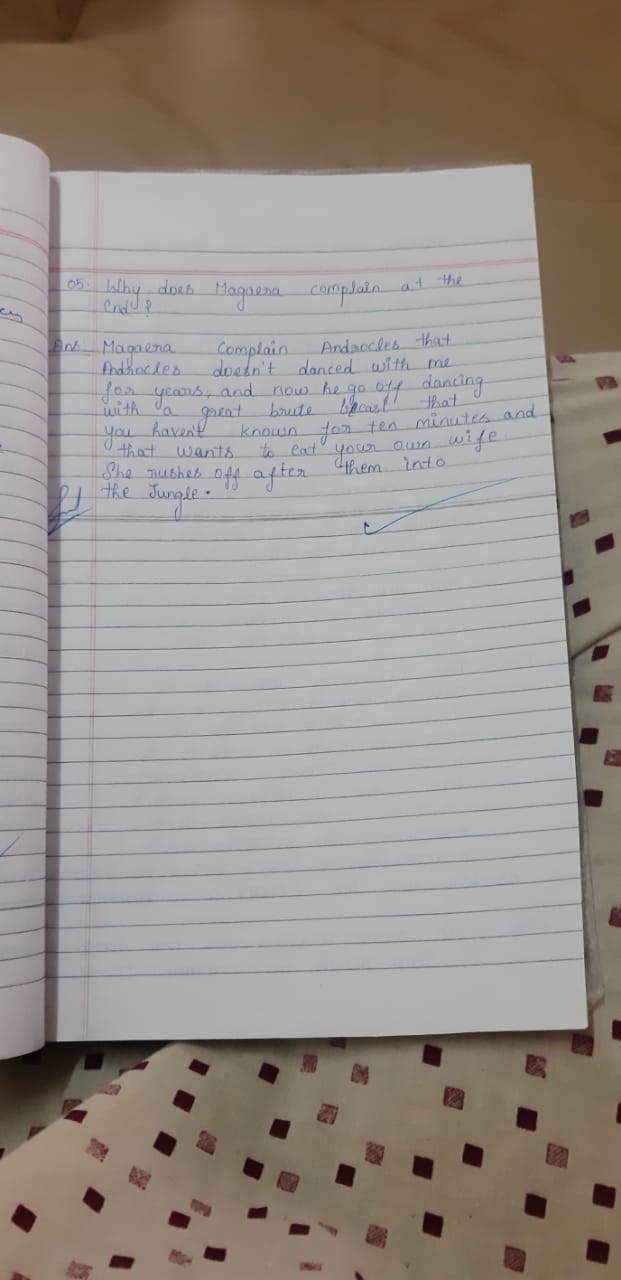 05. Why does Magaera complain at the
end?
Ans. Magaera Complain Androcles that
Androcles doesn't danced with me
for years, and now he go off dancing
with a great brute becast that
you haven't known for ten minutes and
that wants to eat your own wife.
She rushes off after them into
the Jungle.